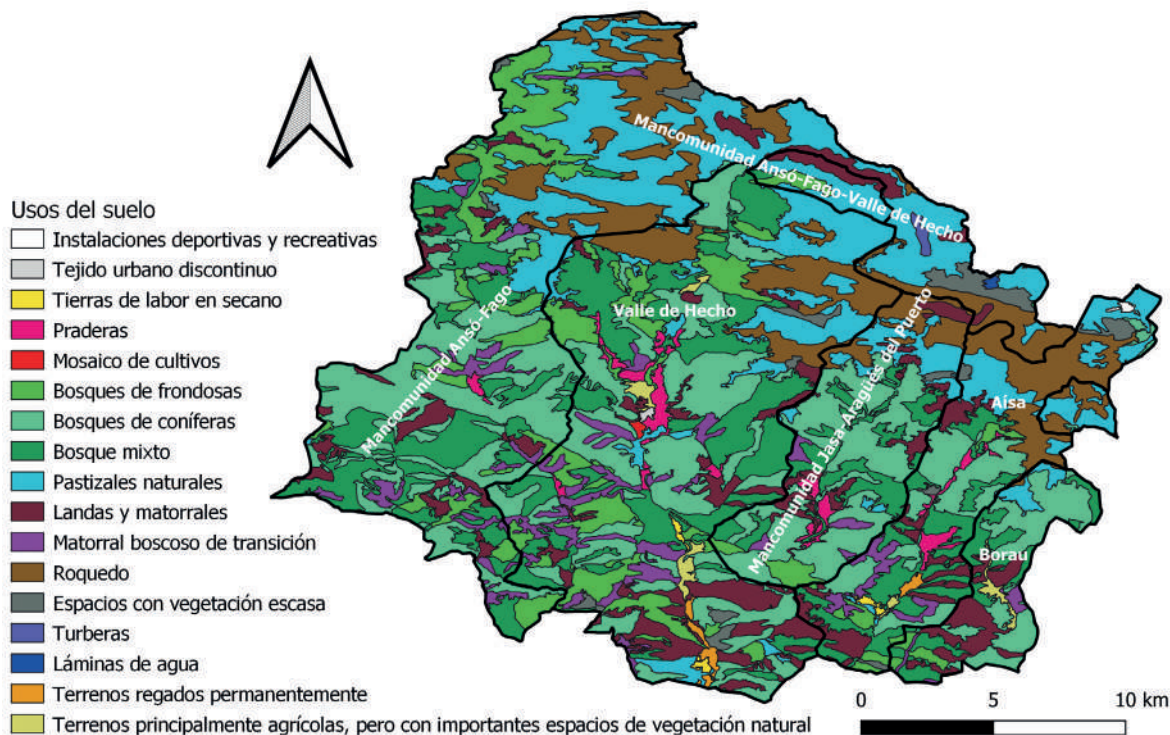 Mancomunidad Ansó-Fago-Valle de Hecho
Usos del suelo
Instalaciones deportivas y recreativas
Tejido urbano discontinuo
Tierras de labor en secano
Praderas
Mosaico de cultivos
Bosques de frondosas
Bosques de coníferas
Bosque mixto
Pastizales naturales
Landas y matorrales
Matorral boscoso de transición
Roquedo
Espacios con vegetación escasa
Turberas
Láminas de agua
Terrenos regados permanentemente
Terrenos principalmente agrícolas, pero con importantes espacios de vegetación natural
Mancomunidad Ansó-Fago
Valle de Hecho
Mancomunidad Jasa-Aragües del Puerto
Aisa
Borau
0 5 10 km